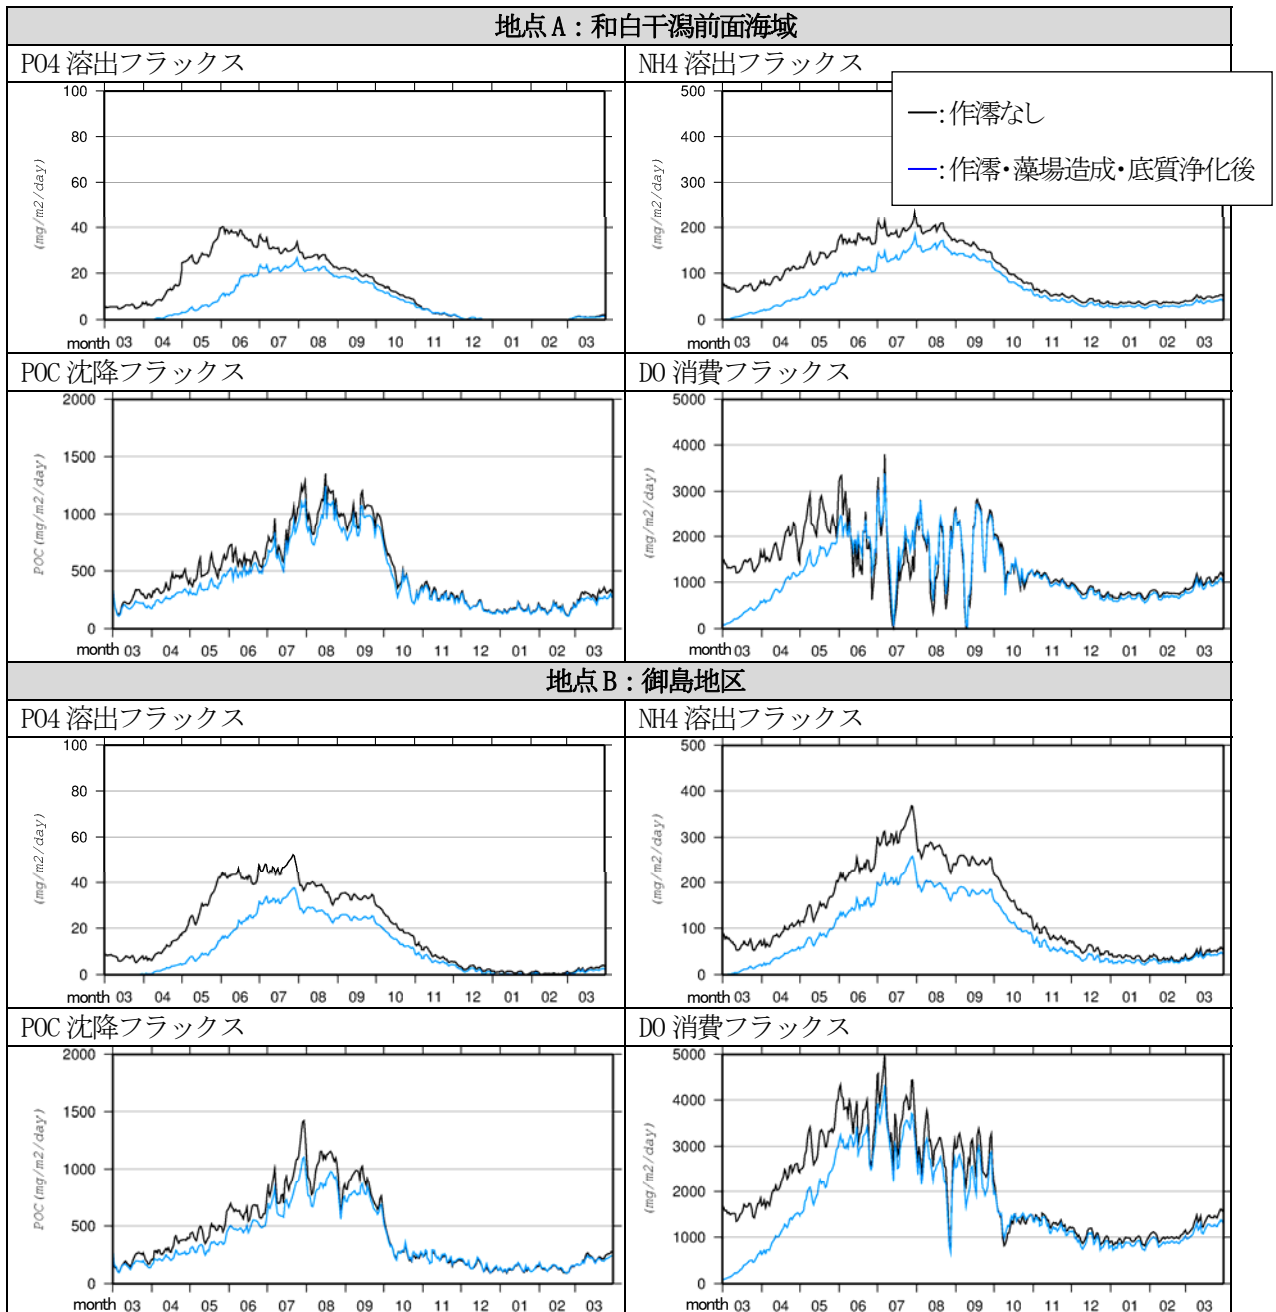 地点A：和白干潟前面海域
PO4 溶出フラックス
NH4 溶出フラックス
100
80
60
40
20
0
(mg/m2/day)
month 03 04 05 06 07 08 09 10 11 12 01 02 03
500
400
300
200
100
0
(mg/m2/day)
month 03 04 05 06 07 08 09 10 11 12 01 02 03
―：作澪なし
―：作澪・藻場造成・底質浄化後
POC 沈降フラックス
DO 消費フラックス
2000
1500
1000
500
0
POC(mg/m2/day)
month 03 04 05 06 07 08 09 10 11 12 01 02 03
5000
4000
3000
2000
1000
0
(mg/m2/day)
month 03 04 05 06 07 08 09 10 11 12 01 02 03
地点B：御島地区
PO4 溶出フラックス
NH4 溶出フラックス
100
80
60
40
20
0
(mg/m2/day)
month 03 04 05 06 07 08 09 10 11 12 01 02 03
500
400
300
200
100
0
(mg/m2/day)
month 03 04 05 06 07 08 09 10 11 12 01 02 03
POC 沈降フラックス
DO 消費フラックス
2000
1500
1000
500
0
POC(mg/m2/day)
month 03 04 05 06 07 08 09 10 11 12 01 02 03
5000
4000
3000
2000
1000
0
(mg/m2/day)
month 03 04 05 06 07 08 09 10 11 12 01 02 03